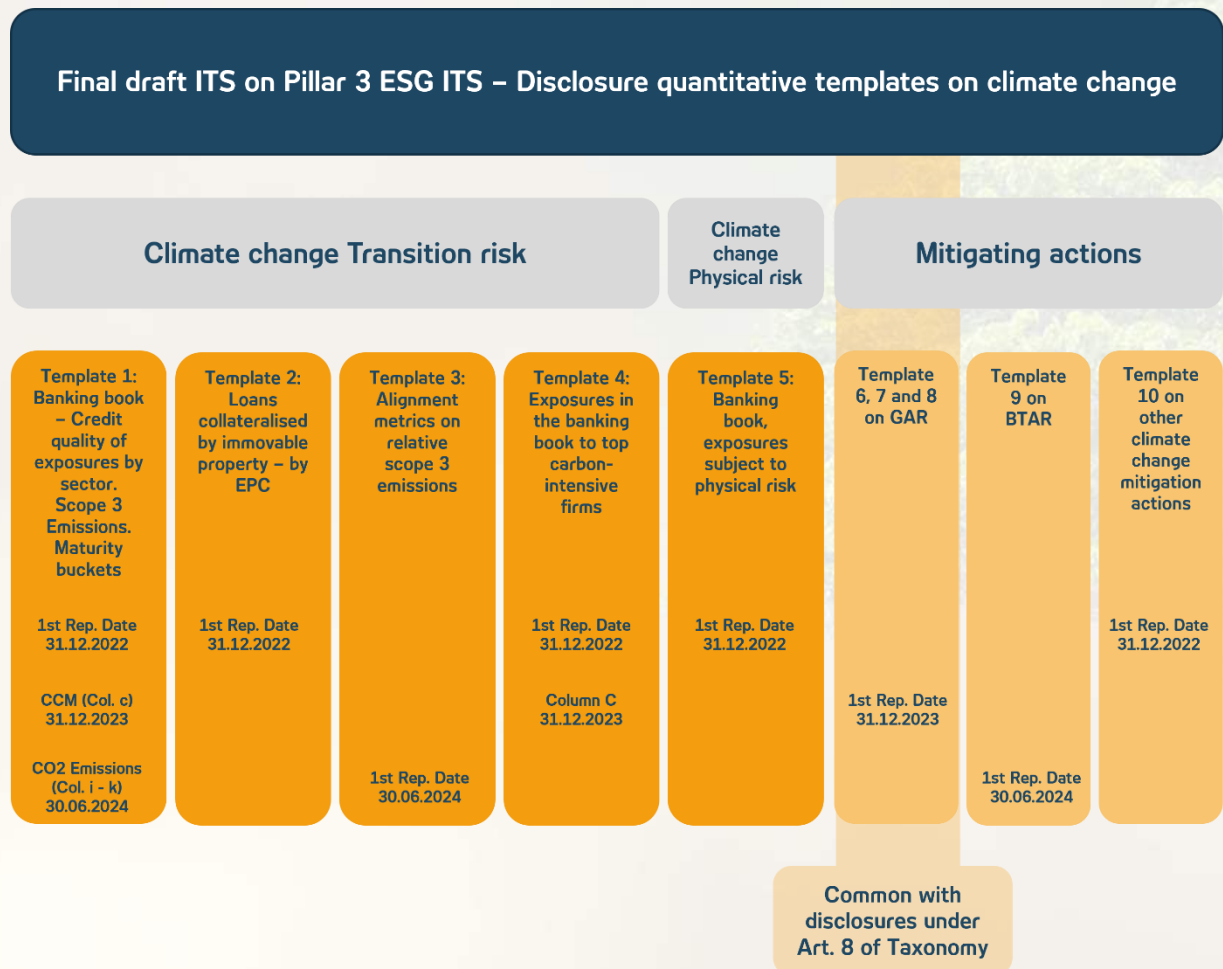 Final draft ITS on Pillar 3 ESG ITS – Disclosure quantitative templates on climate change
Climate change Transition risk
Climate
change
Physical risk
Mitigating actions
Template 1:
Banking book
– Credit
quality of
exposures by
sector.
Scope 3
Emissions.
Maturity
buckets
1st Rep. Date
31.12.2022
CCM (Col. c)
31.12.2023
CO2 Emissions
(Col. i - k)
30.06.2024
Template 2:
Loans
collateralised
by immovable
property – by
EPC
1st Rep. Date
31.12.2022
Template 3:
Alignment
metrics on
relative
scope 3
emissions
1st Rep. Date
30.06.2024
Template 4:
Exposures in
the banking
book to top
carbon-
intensive
firms
1st Rep. Date
31.12.2022
Column C
31.12.2023
Template 5:
Banking
book,
exposures
subject to
physical risk
1st Rep. Date
31.12.2022
Template
6, 7 and 8
on GAR
1st Rep. Date
31.12.2023
Template
9 on
BTAR
1st Rep. Date
30.06.2024
Template
10 on
other
climate
change
mitigation
actions
1st Rep. Date
31.12.2022
Common with
disclosures under
Art. 8 of Taxonomy